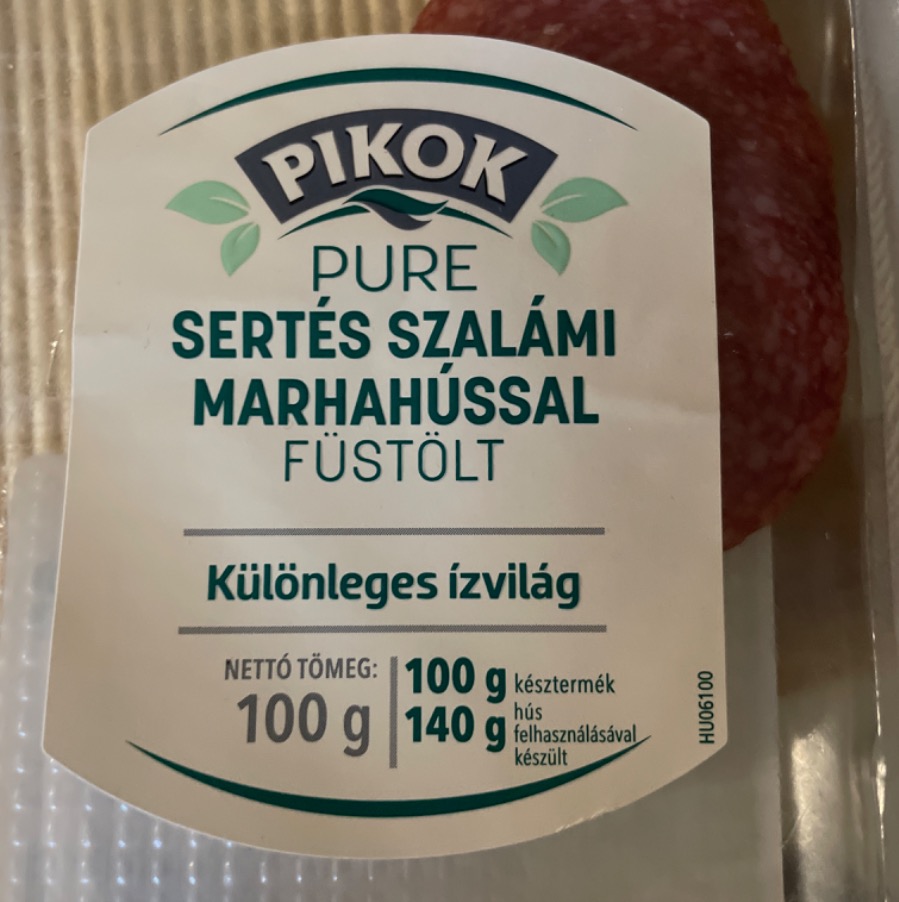 PIKOK
PURE
SERTÉS SZALÁMI
MARHAHÚSSAL
FÜSTÖLT
Különleges ízvilág
NETTÓ TÖMEG:
100 g
100 g késztermék
140 g hús
felhasználásával
készült
HU06100